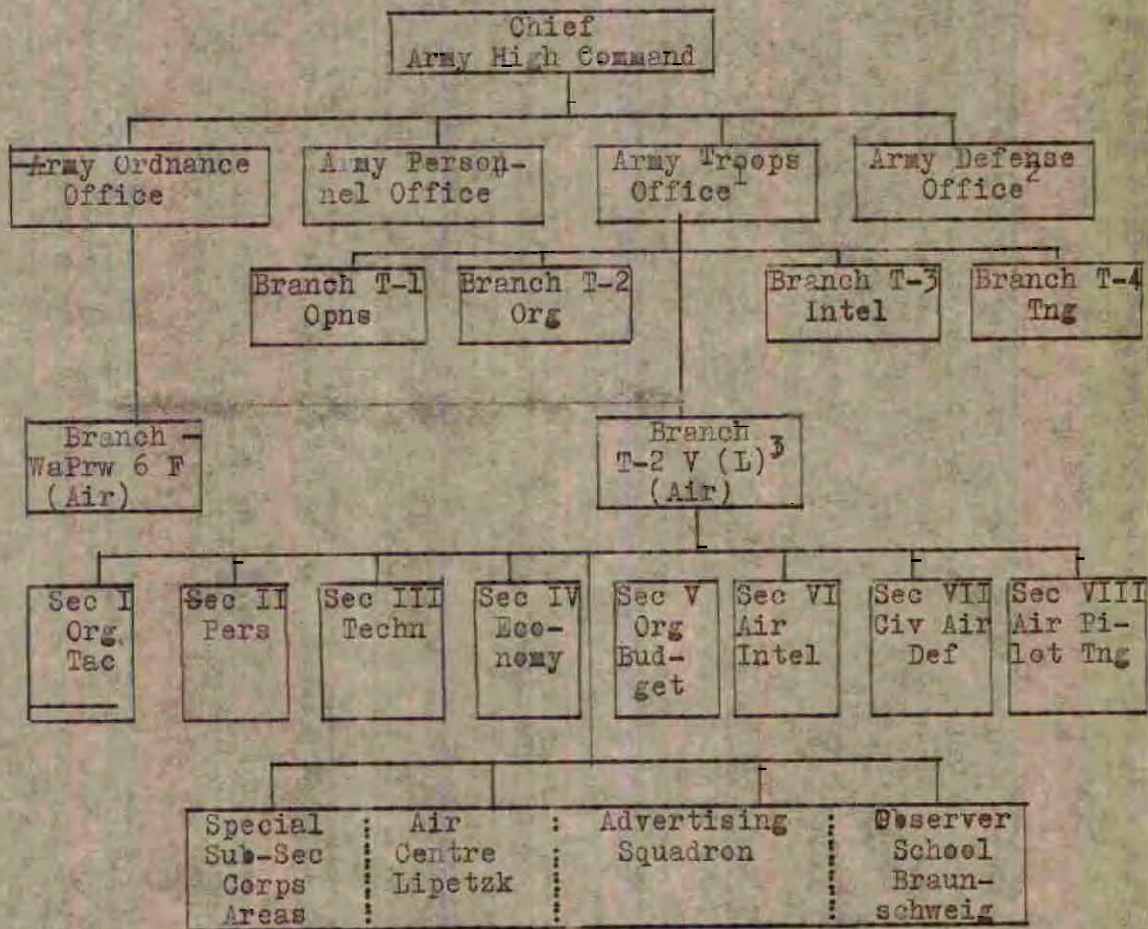 Chief
Army High Command
Army Ordnance
Office
Army Person-
nel Office
Army Troops
Office1
Army Defense
Office2
Branch T-1
Opns
Branch T-2
Org
Branch T-3
Intel
Branch T-4
Tng
Branch
WaPrw 6 F
(Air)
Branch
T-2 V (L)3
(Air)
Sec I
Org.
Tac
Sec II
Pers
Sec III
Techn
Sec IV
Eco-
nomy
Sec V
Org
Bud-
get
Sec VI
Air
Intel
Sec VII
Civ Air
Def
Sec VIII
Air Pi-
lot Tng
Special
Sub-Sec
Corps
Areas
Air
Centre
Lipetzk
Advertising
Squadron
Observer
School
Braun-
schweig